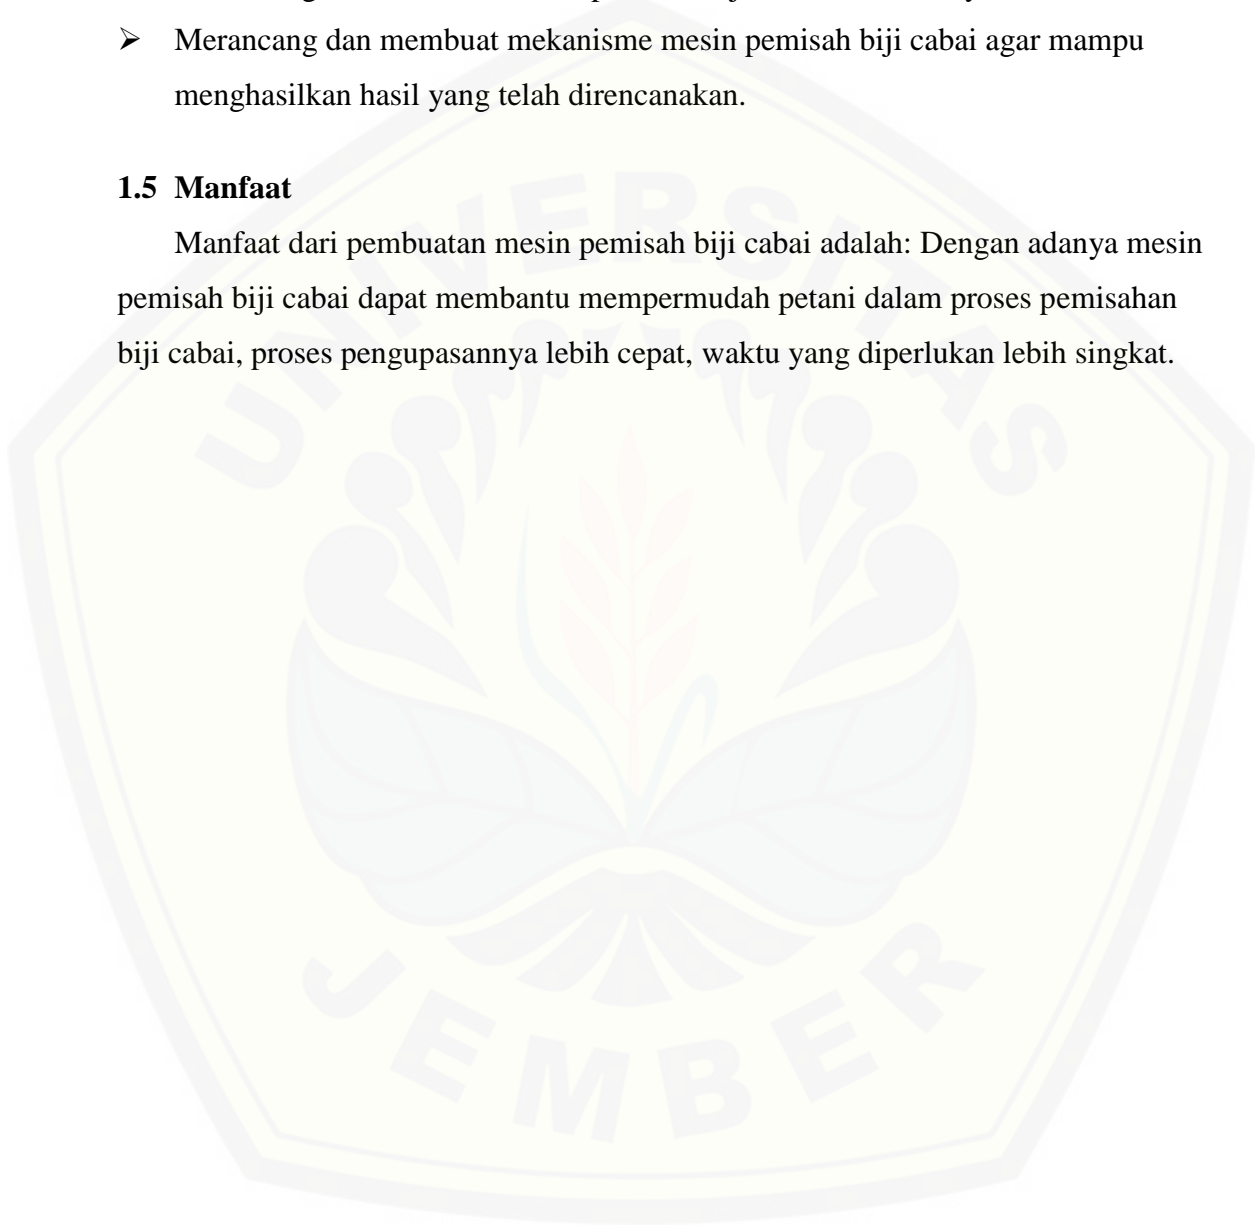 ➢ Merancang dan membuat mekanisme mesin pemisah biji cabai agar mampu
menghasilkan hasil yang telah direncanakan.
1.5 Manfaat
Manfaat dari pembuatan mesin pemisah biji cabai adalah: Dengan adanya mesin
pemisah biji cabai dapat membantu mempermudah petani dalam proses pemisahan
biji cabai, proses pengupasannya lebih cepat, waktu yang diperlukan lebih singkat.
UNIVERSITAS
JEMBER